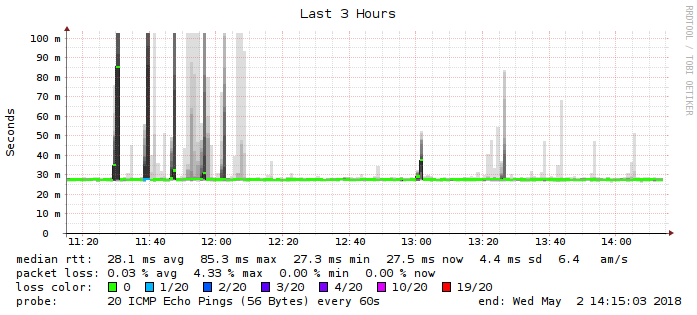 Last 3 Hours
RRDTOOL / TOBI OETIKER
Seconds
100 m
90 m
80 m
70 m
60 m
50 m
40 m
30 m
20 m
10 m
0
11:20 11:40 12:00 12:20 12:40 13:00 13:20 13:40 14:00
median rtt: 28.1 ms avg 85.3 ms max 27.3 ms min 27.5 ms now 4.4 ms sd 6.4 am/s
packet loss: 0.03 % avg 4.33 % max 0.00 % min 0.00 % now
loss color: 0 1/20 2/20 3/20 4/20 10/20 19/20
probe: 20 ICMP Echo Pings (56 Bytes) every 60s end: Wed May 2 14:15:03 2018